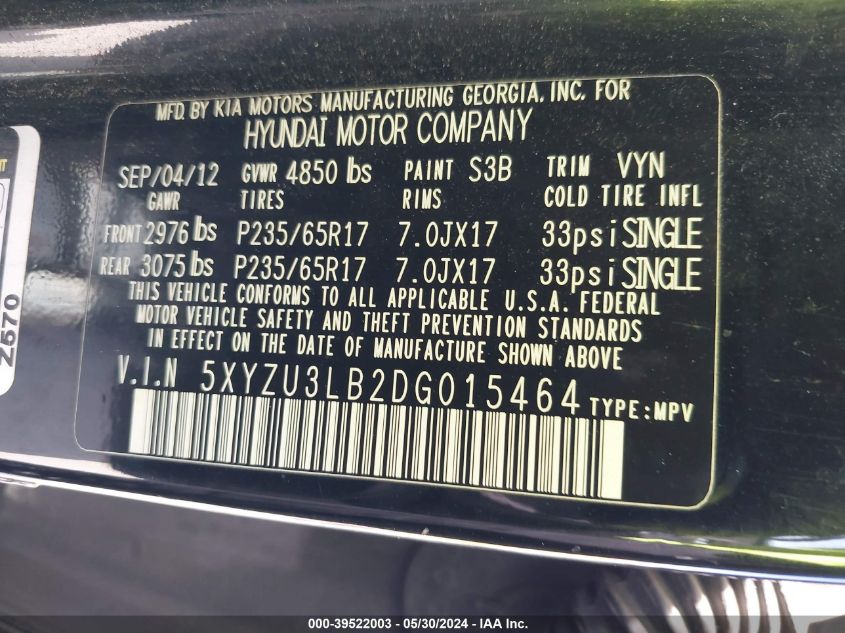 MFD. BY KIA MOTORS MANUFACTURING GEORGIA, INC. FOR
HYUNDAI MOTOR COMPANY
SEP/04/12 GVWR 4850 lbs PAINT S3B TRIM VYN
GAWR TIRES RIMS COLD TIRE INFL
FRONT 2976 lbs P235/65R17 7.0JX17 33psi SINGLE
REAR 3075 lbs P235/65R17 7.0JX17 33psi SINGLE
THIS VEHICLE CONFORMS TO ALL APPLICABLE U.S.A. FEDERAL
MOTOR VEHICLE SAFETY AND THEFT PREVENTION STANDARDS
IN EFFECT ON THE DATE OF MANUFACTURE SHOWN ABOVE
V.I.N 5XYZU3LB2DG015464 TYPE:MPV
2570
000-39522003 - 05/30/2024 - IAA Inc.